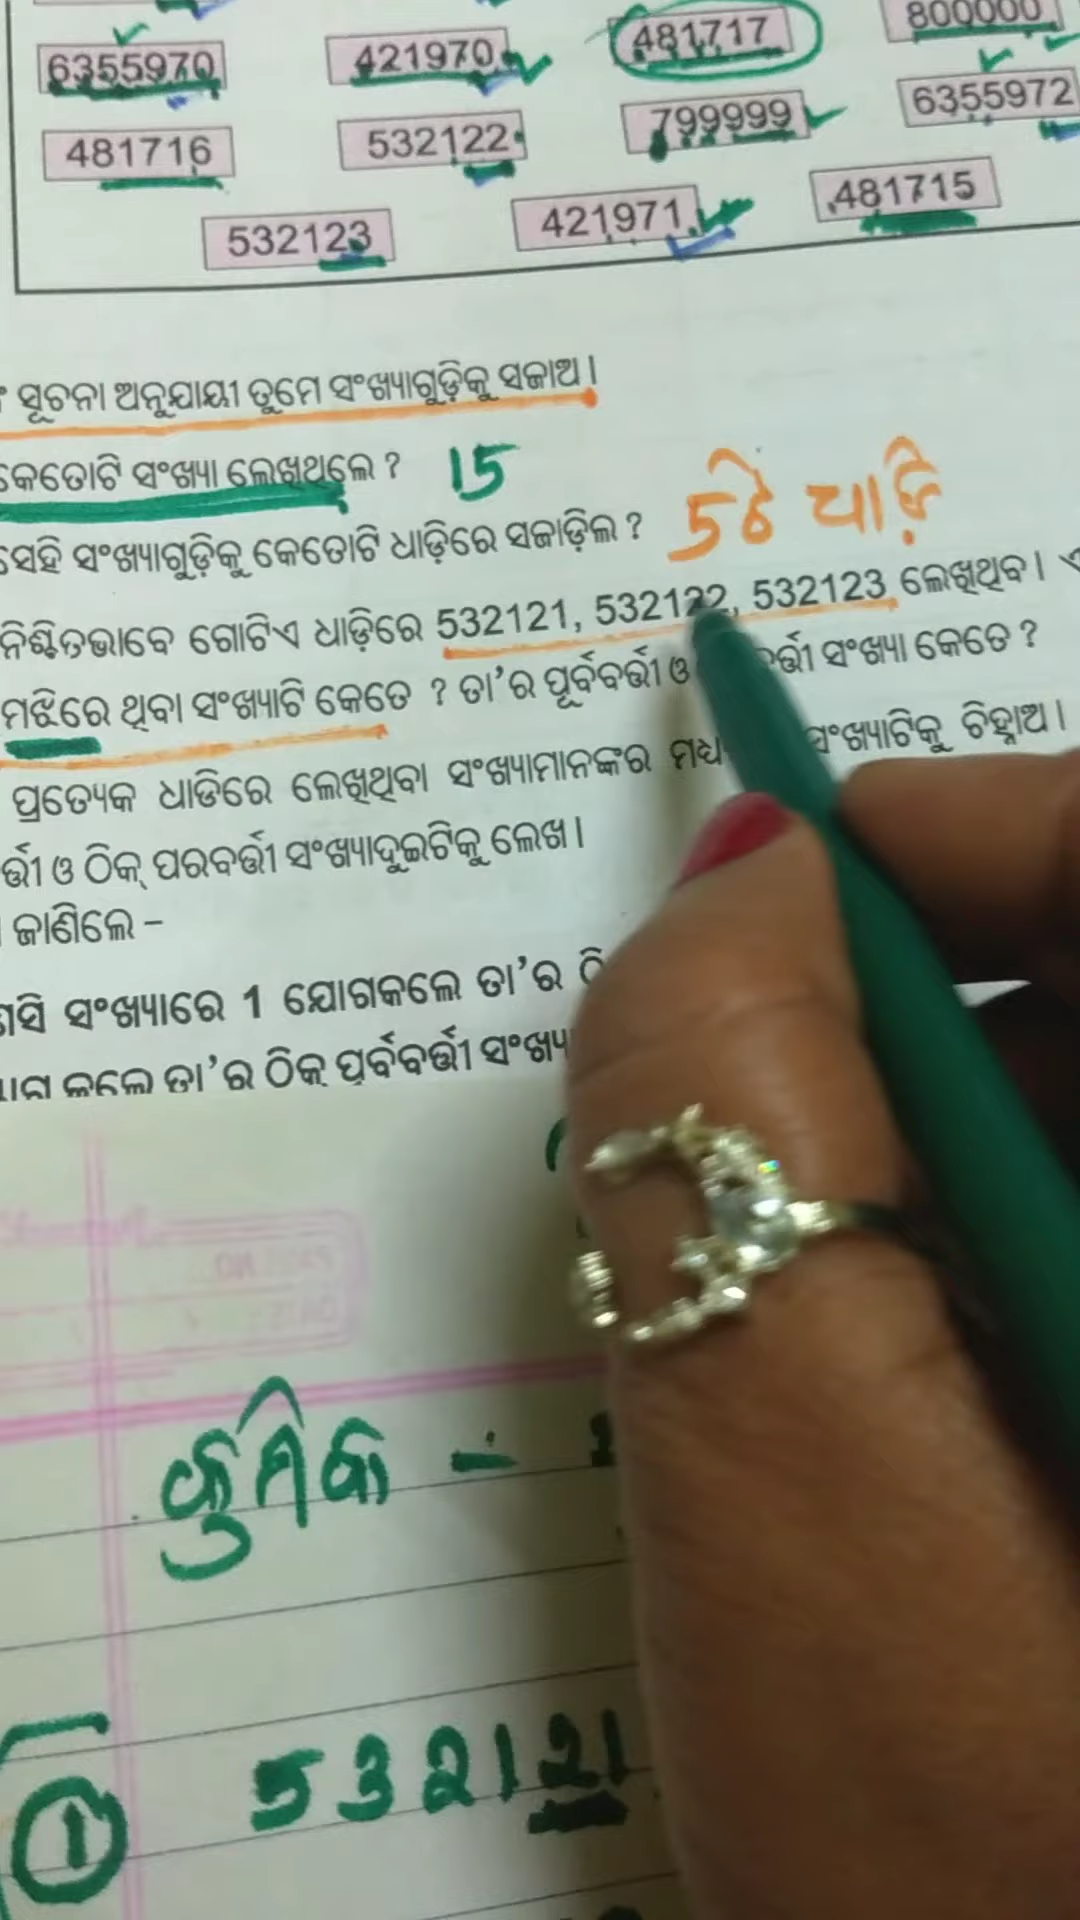 6355970 421970 481717 800000
481716 532122 799999 6355972
532123 421971 481715
ସୂଚନା ଅନୁଯାୟୀ ତୁମେ ସଂଖ୍ୟାଗୁଡ଼ିକୁ ସଜାଅ।
କେତୋଟି ସଂଖ୍ୟା ଲେଖିଥିଲେ ? 15
ସେହି ସଂଖ୍ୟାଗୁଡ଼ିକୁ କେତୋଟି ଧାଡ଼ିରେ ସଜାଡ଼ିଲ ? 5ଟି ଧାଡ଼ି
ନିଶ୍ଚିତଭାବେ ଗୋଟିଏ ଧାଡ଼ିରେ 532121, 532122, 532123 ଲେଖିଥିବ।
ମଝିରେ ଥିବା ସଂଖ୍ୟାଟି କେତେ ? ତା'ର ପୂର୍ବବର୍ତ୍ତୀ ଓ ସଂଖ୍ୟା କେତେ ?
ପ୍ରତ୍ୟେକ ଧାଡିରେ ଲେଖିଥିବା ସଂଖ୍ୟାମାନଙ୍କର ସଂଖ୍ୟାଟିକୁ ଚିହ୍ନାଅ।
ଓ ଠିକ୍ ପରବର୍ତ୍ତୀ ସଂଖ୍ୟାଦୁଇଟିକୁ ଲେଖ।
ଜାଣିଲେ –
ସଂଖ୍ୟାରେ 1 ଯୋଗକଲେ ତା'ର
କଲେ ତା'ର ଠିକ୍ ପୂର୍ବବର୍ତ୍ତୀ
କ୍ରମିକ –
1 532121